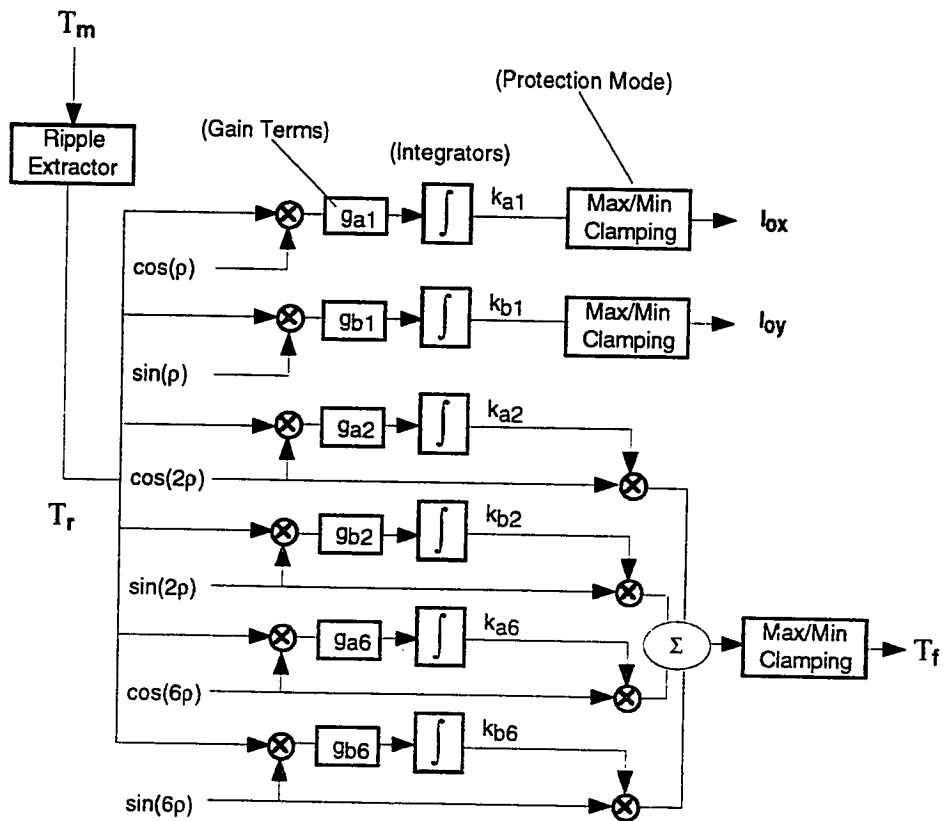 Tm
(Protection Mode)
Ripple
Extractor
(Gain Terms)
(Integrators)
ga1
∫
ka1
Max/Min
Clamping
Iox
cos(ρ)
gb1
∫
kb1
Max/Min
Clamping
Ioy
sin(ρ)
ga2
∫
ka2
cos(2ρ)
Tr
gb2
∫
kb2
sin(2ρ)
ga6
∫
ka6
Σ
Max/Min
Clamping
Tf
cos(6ρ)
gb6
∫
kb6
sin(6ρ)